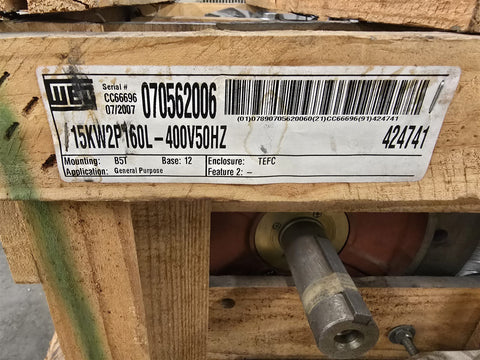 WEG
Serial #
CC66696
07/2007
070562006
(01)07890705620060(21)CC66696(91)424741
15KW2P160L-400V50HZ
424741
Mounting: B5T Base: 12 Enclosure: TEFC
Application: General Purpose Feature 2: –